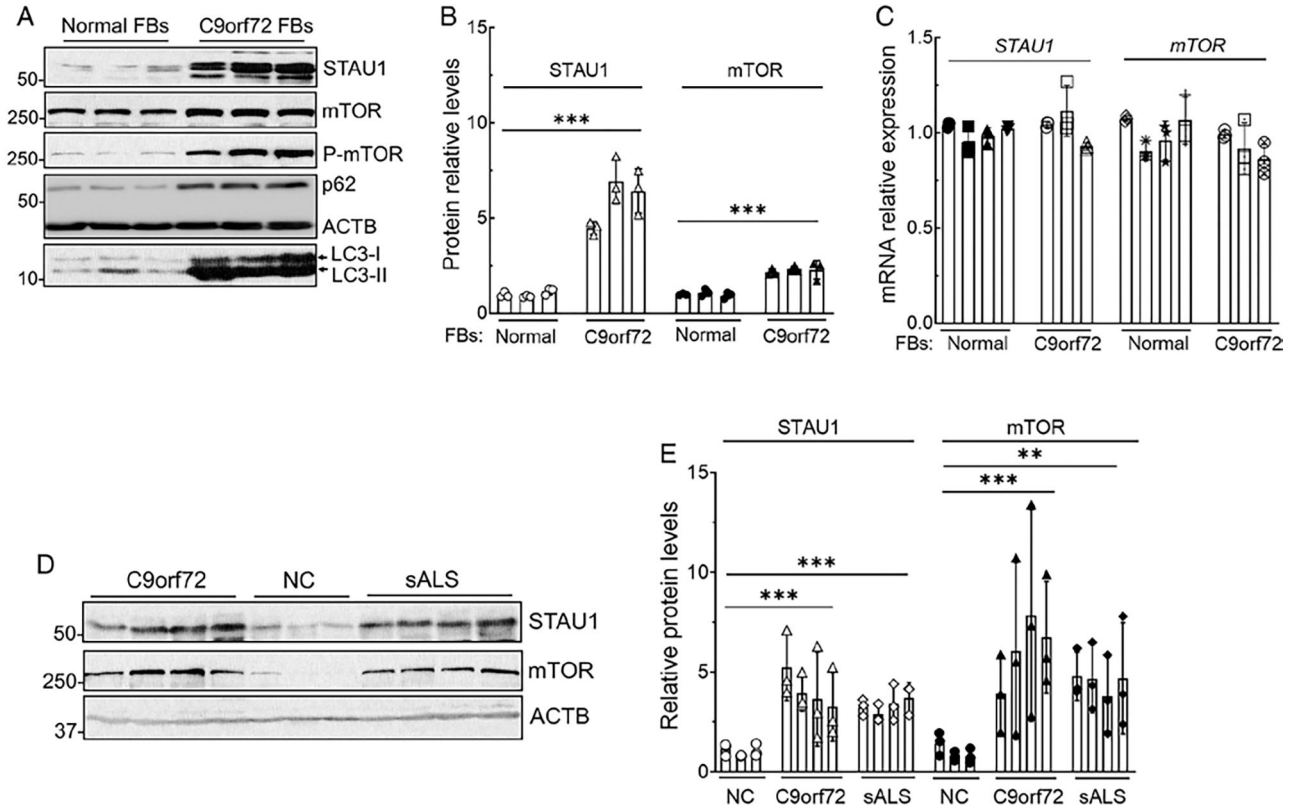 A
Normal FBs C9orf72 FBs
STAU1
50-
mTOR
250-
P-mTOR
250-
p62
50-
ACTB
LC3-I
LC3-II
10-
B
Protein relative levels
15
10
5
0
STAU1 mTOR
***
***
FBs: Normal C9orf72 Normal C9orf72
C
mRNA relative expression
1.5
1.0
0.5
0.0
STAU1 mTOR
FBs: Normal C9orf72 Normal C9orf72
D
C9orf72 NC sALS
STAU1
50-
mTOR
250-
ACTB
37-
E
Relative protein levels
15
10
5
0
STAU1 mTOR
**
***
***
***
NC C9orf72 sALS NC C9orf72 sALS